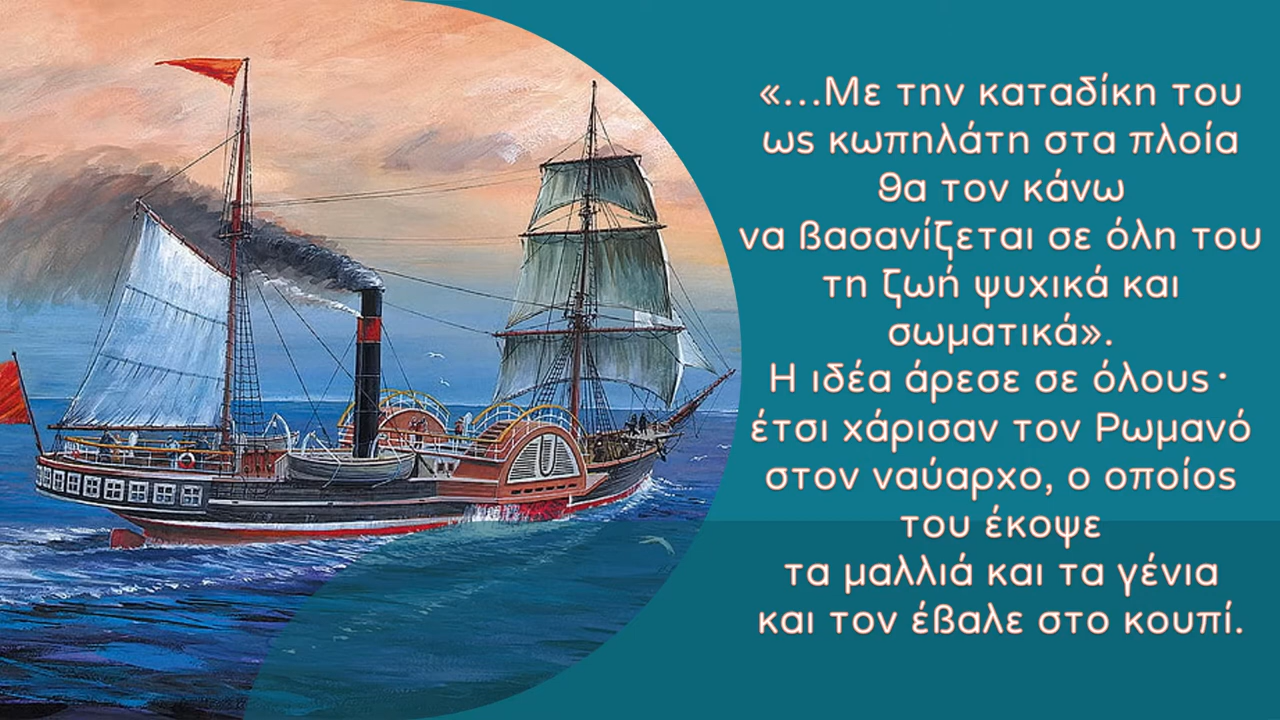 «...Με την καταδίκη του
ως κωπηλάτη στα πλοία
θα τον κάνω
να βασανίζεται σε όλη του
τη ζωή ψυχικά και
σωματικά».
Η ιδέα άρεσε σε όλους·
έτσι χάρισαν τον Ρωμανό
στον ναύαρχο, ο οποίος
του έκοψε
τα μαλλιά και τα γένια
και τον έβαλε στο κουπί.